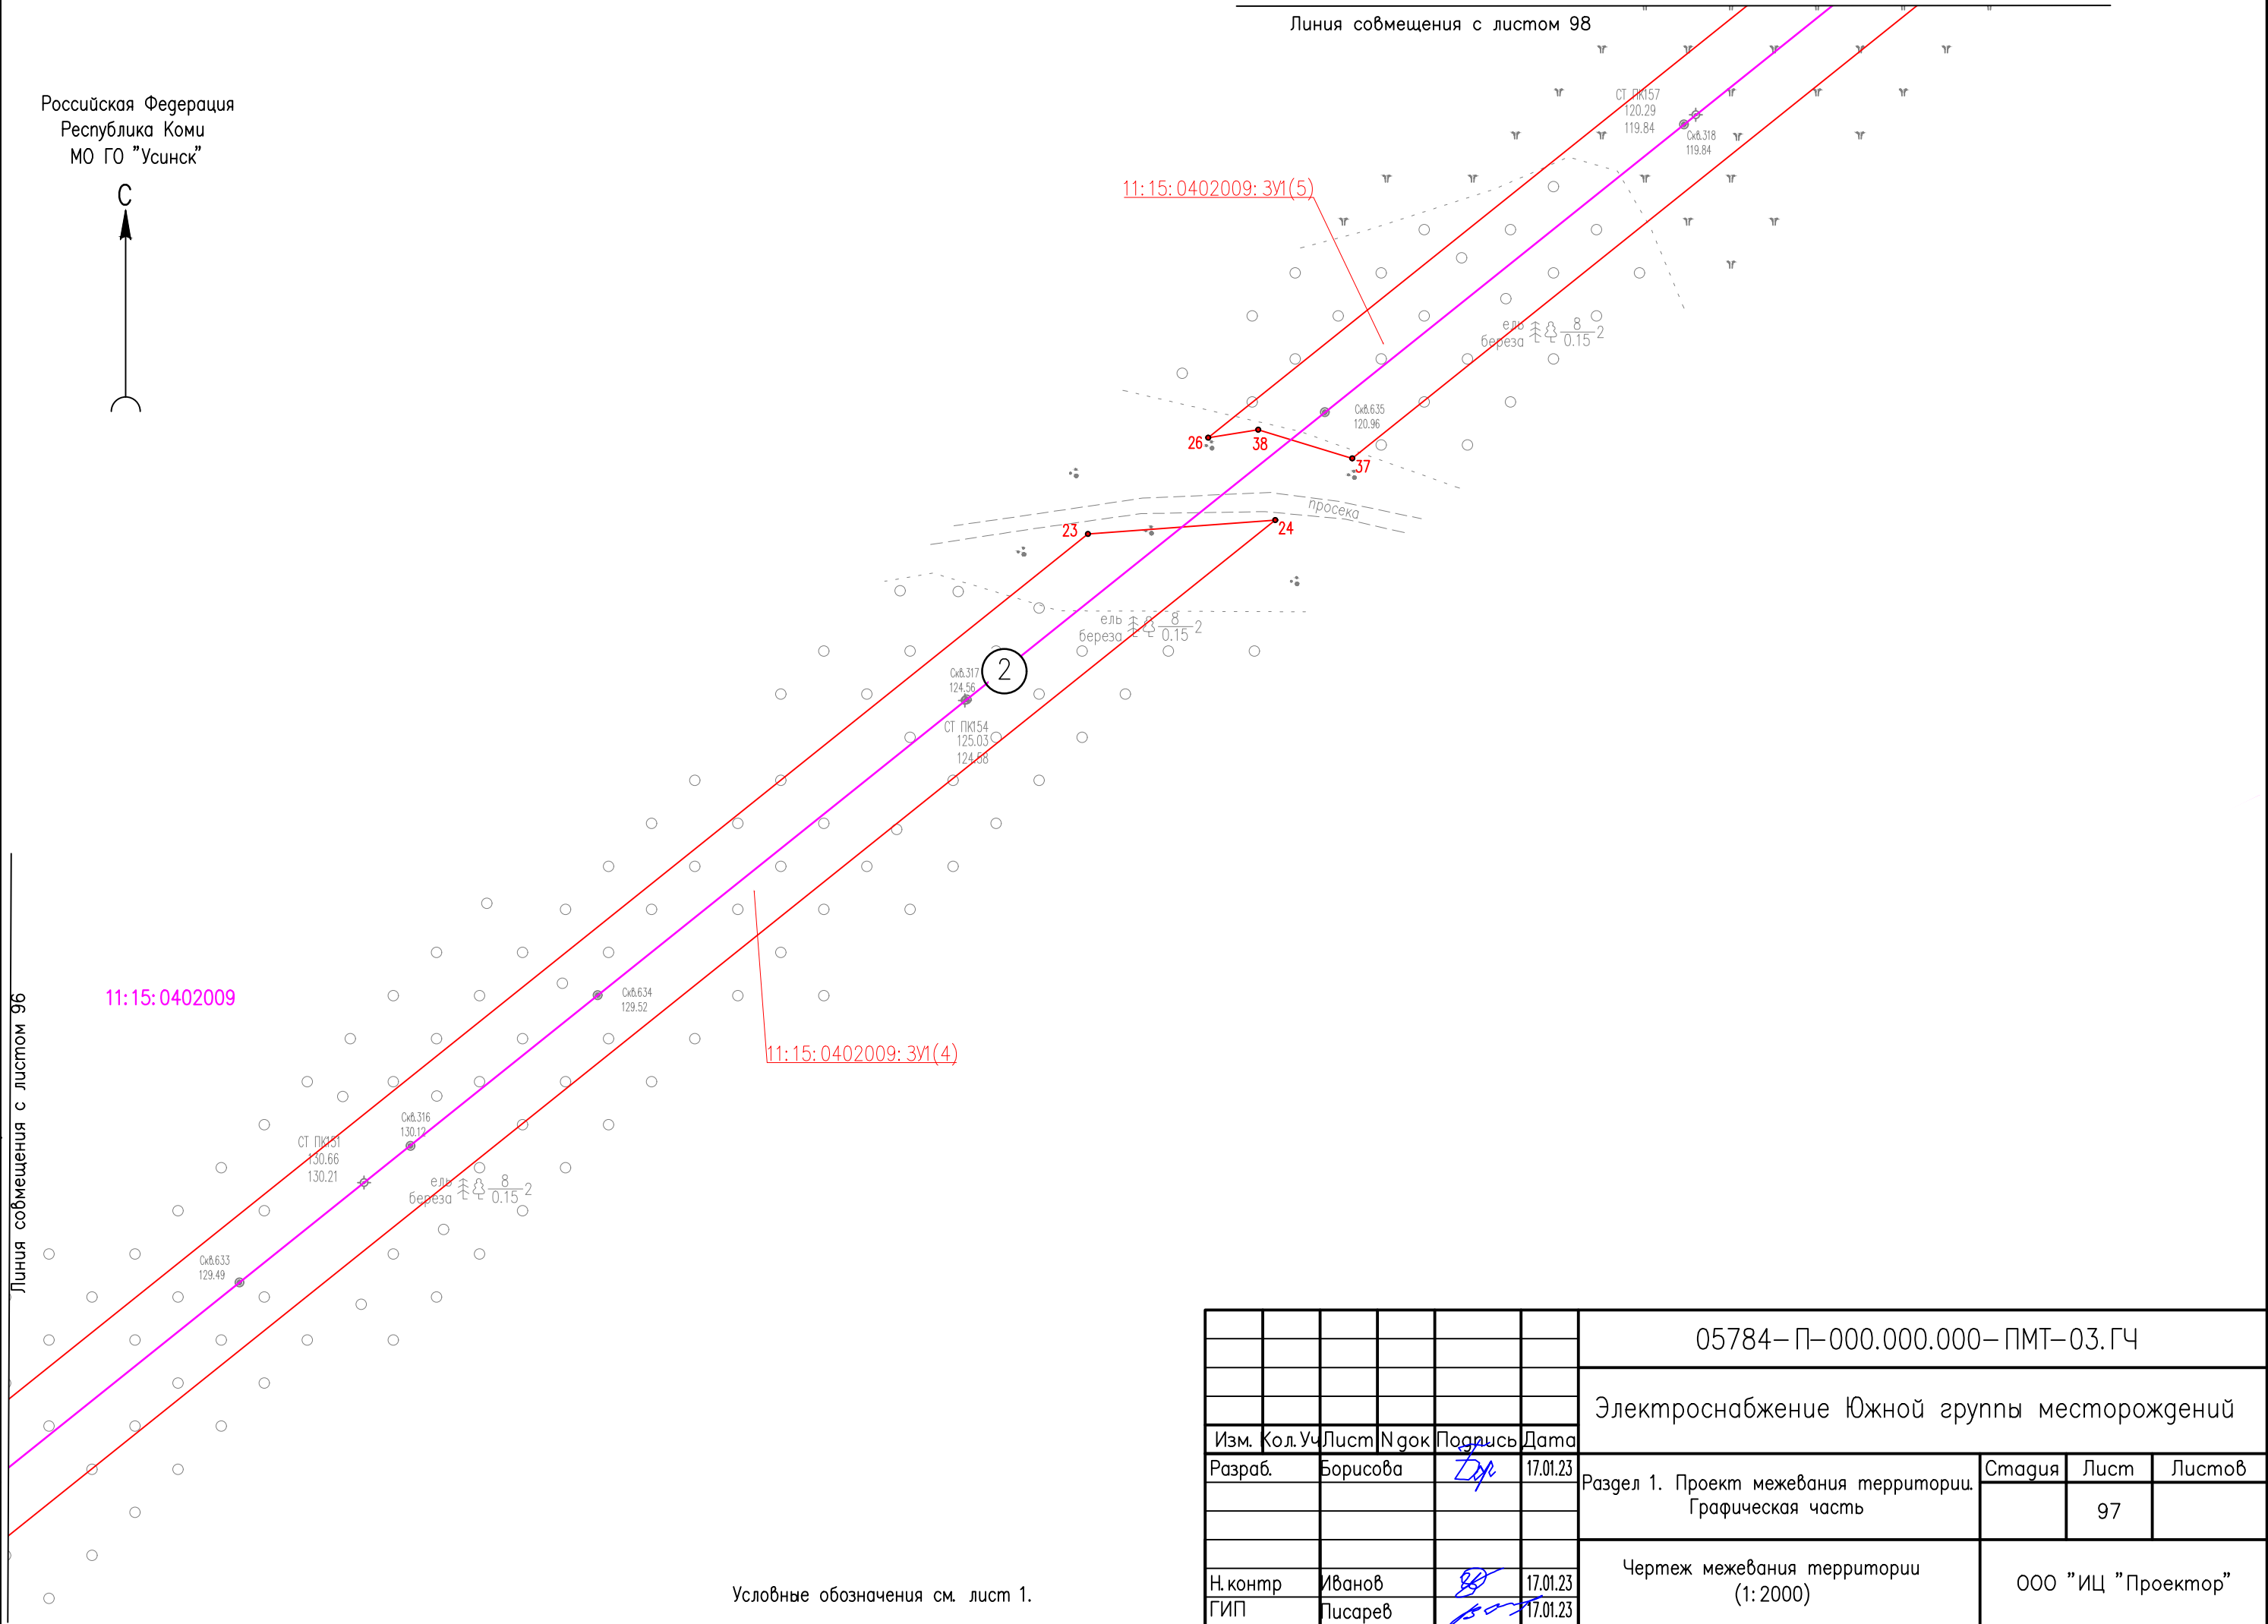 Линия совмещения с листом 98
Российская Федерация
Республика Коми
МО ГО "Усинск"
С
СТ ПК157
120.29
119.84
Скв.318
119.84
11:15:0402009:ЗУ1(5)
ель
береза
8
0.15
2
Скв.635
120.96
26
38
37
просека
23
24
ель
береза
8
0.15
2
2
Скв.317
124.56
СТ ПК154
125.03
124.58
11:15:0402009
Скв.634
129.52
11:15:0402009:ЗУ1(4)
Линия совмещения с листом 96
Скв.316
130.12
СТ ПК151
130.66
130.21
ель
береза
8
0.15
2
Скв.633
129.49
Условные обозначения см. лист 1.
05784-П-000.000.000-ПМТ-03.ГЧ
Электроснабжение Южной группы месторождений
Изм. Кол.Уч Лист N док Подпись Дата
Разраб. Борисова 17.01.23
Раздел 1. Проект межевания территории.
Графическая часть
Стадия Лист Листов
97
Н.контр Иванов 17.01.23
ГИП Писарев 17.01.23
Чертеж межевания территории
(1:2000)
ООО "ИЦ "Проектор"